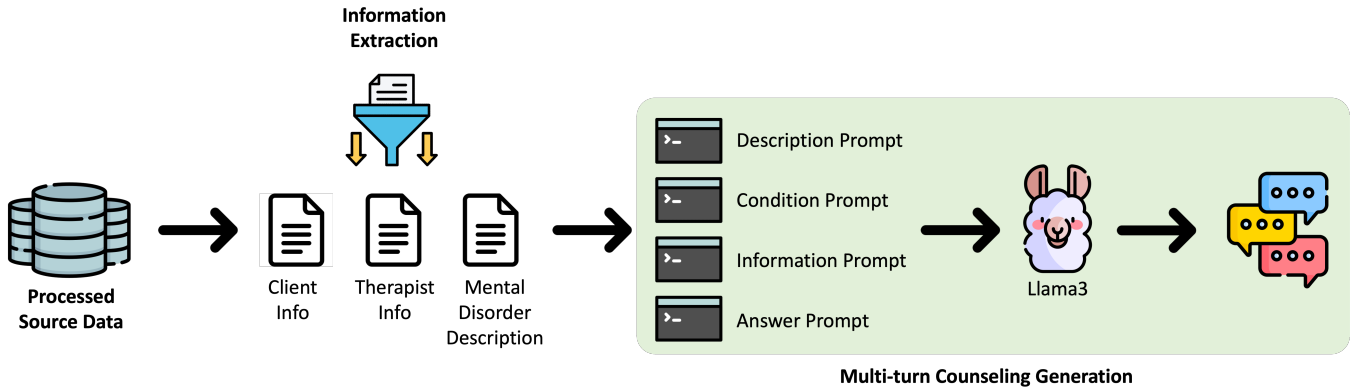 Information
Extraction
Processed
Source Data
Client
Info
Therapist
Info
Mental
Disorder
Description
Description Prompt
Condition Prompt
Information Prompt
Answer Prompt
Llama3
Multi-turn Counseling Generation